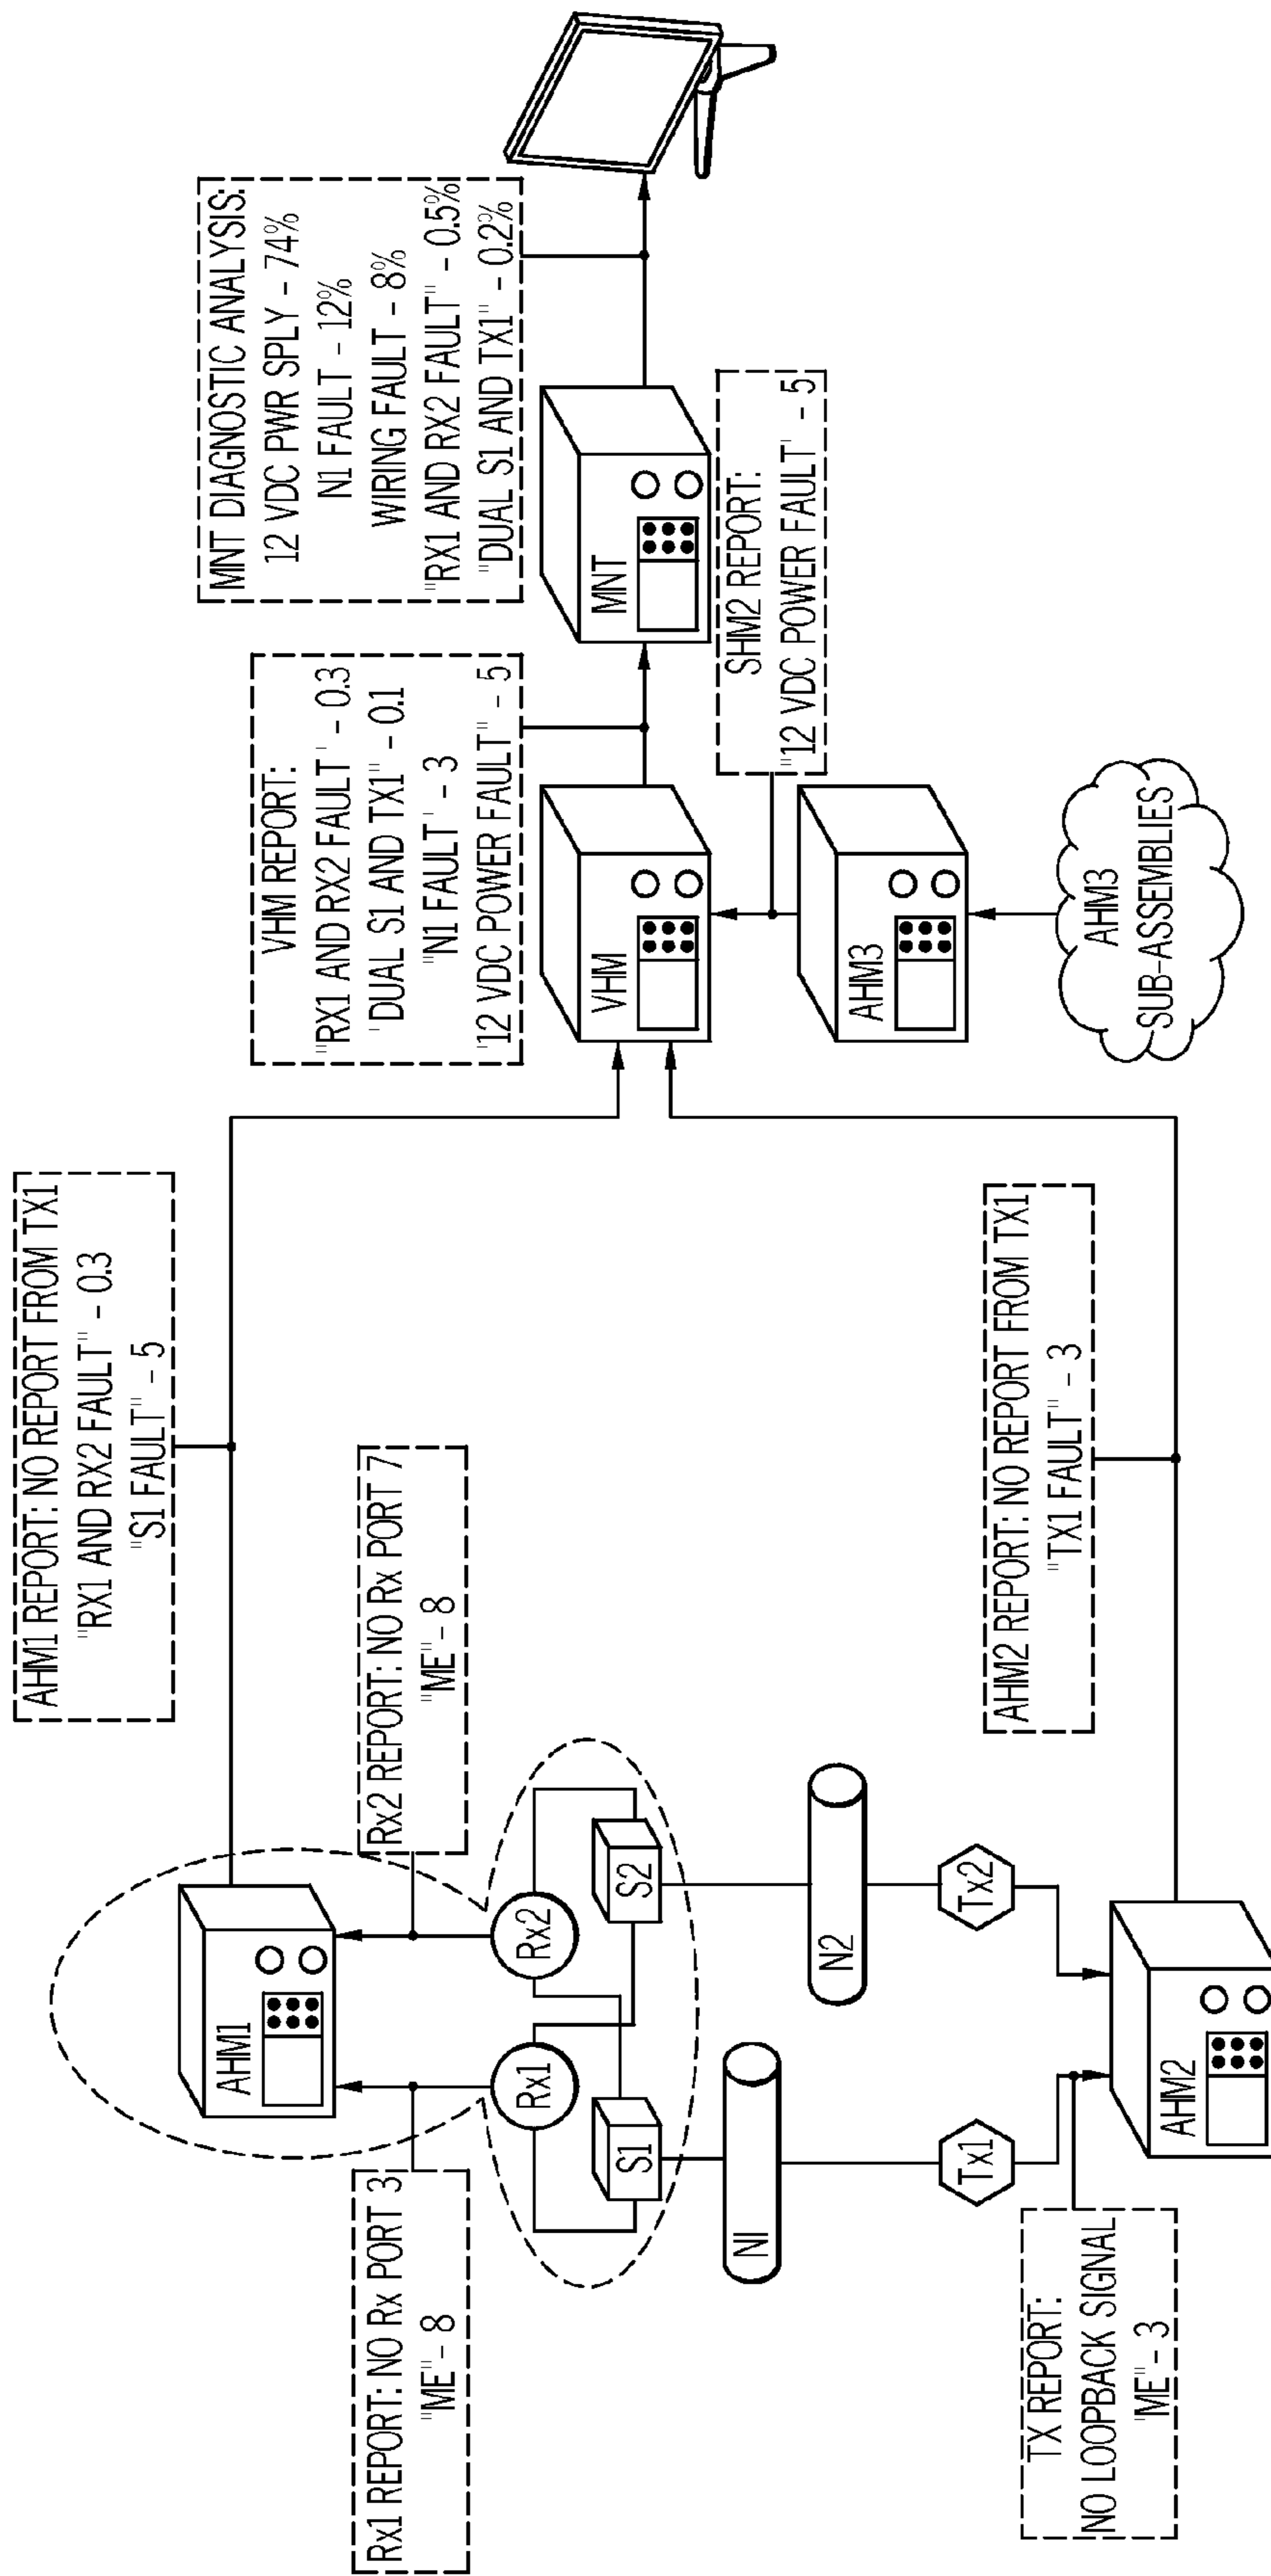 AHM1 REPORT: NO REPORT FROM TX1
"RX1 AND RX2 FAULT" - 0.3
"S1 FAULT" - 5
AHM1
Rx1 REPORT: NO Rx PORT 3
"ME"- 8
Rx2 REPORT: NO Rx PORT 7
"ME"- 8
Rx1
Rx2
S1
S2
N1
N2
Tx1
Tx2
TX REPORT:
NO LOOPBACK SIGNAL
'ME"- 3
AHM2
AHM2 REPORT: NO REPORT FROM TX1
"TX1 FAULT" - 3
VHM REPORT:
"RX1 AND RX2 FAULT' - 0.3
'DUAL S1 AND TX1" - 0.1
"N1 FAULT' - 3
'12 VDC POWER FAULT" - 5
VHM
AHM3
AHM3
SUB-ASSEMBLIES
SHM2 REPORT:
"12 VDC POWER FAULT' - 5
MNT
MNT DIAGNOSTIC ANALYSIS:
12 VDC PWR SPLY - 74%
N1 FAULT - 12%
WIRING FAULT - 8%
"RX1 AND RX2 FAULT" - 0.5%
"DUAL S1 AND TX1" - 0.2%